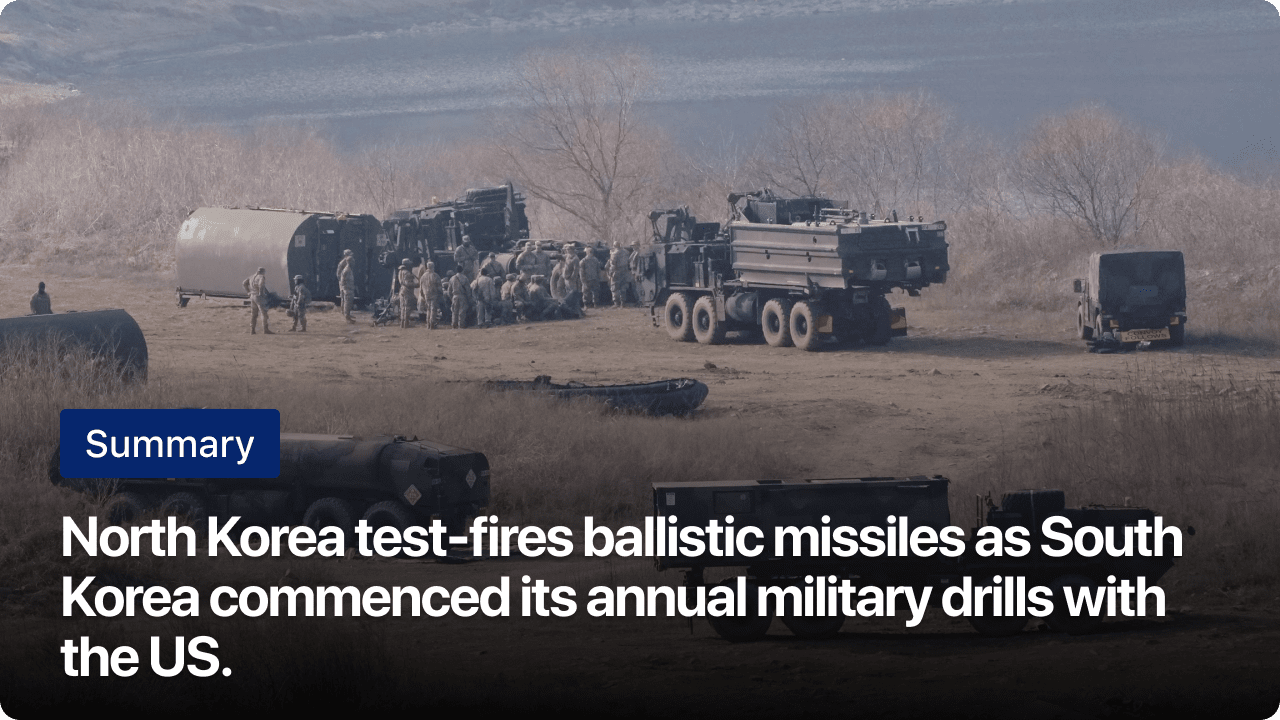 Summary
North Korea test-fires ballistic missiles as South
Korea commenced its annual military drills with
the US.